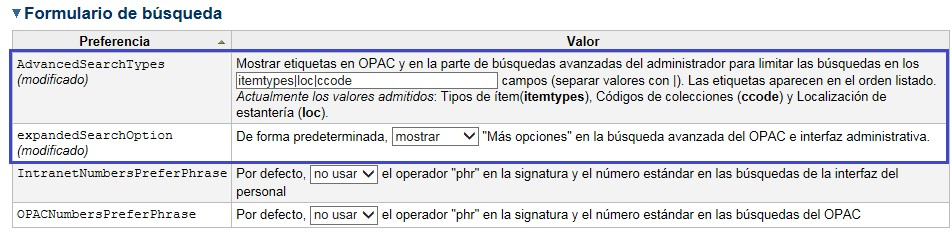 Formulario de búsqueda
Preferencia Valor
AdvancedSearchTypes Mostrar etiquetas en OPAC y en la parte de búsquedas avanzadas del administrador para limitar las búsquedas en los
(modificado) itemtypes|loc|ccode campos (separar valores con |). Las etiquetas aparecen en el orden listado.
Actualmente los valores admitidos: Tipos de ítem(itemtypes), Códigos de colecciones (ccode) y Localización de
estantería (loc).
expandedSearchOption De forma predeterminada, mostrar "Más opciones" en la búsqueda avanzada del OPAC e interfaz administrativa.
(modificado)
IntranetNumbersPreferPhrase Por defecto, no usar el operador "phr" en la signatura y el número estándar en las búsquedas de la interfaz del
personal
OPACNumbersPreferPhrase Por defecto, no usar el operador "phr" en la signatura y el número estándar en las búsquedas del OPAC